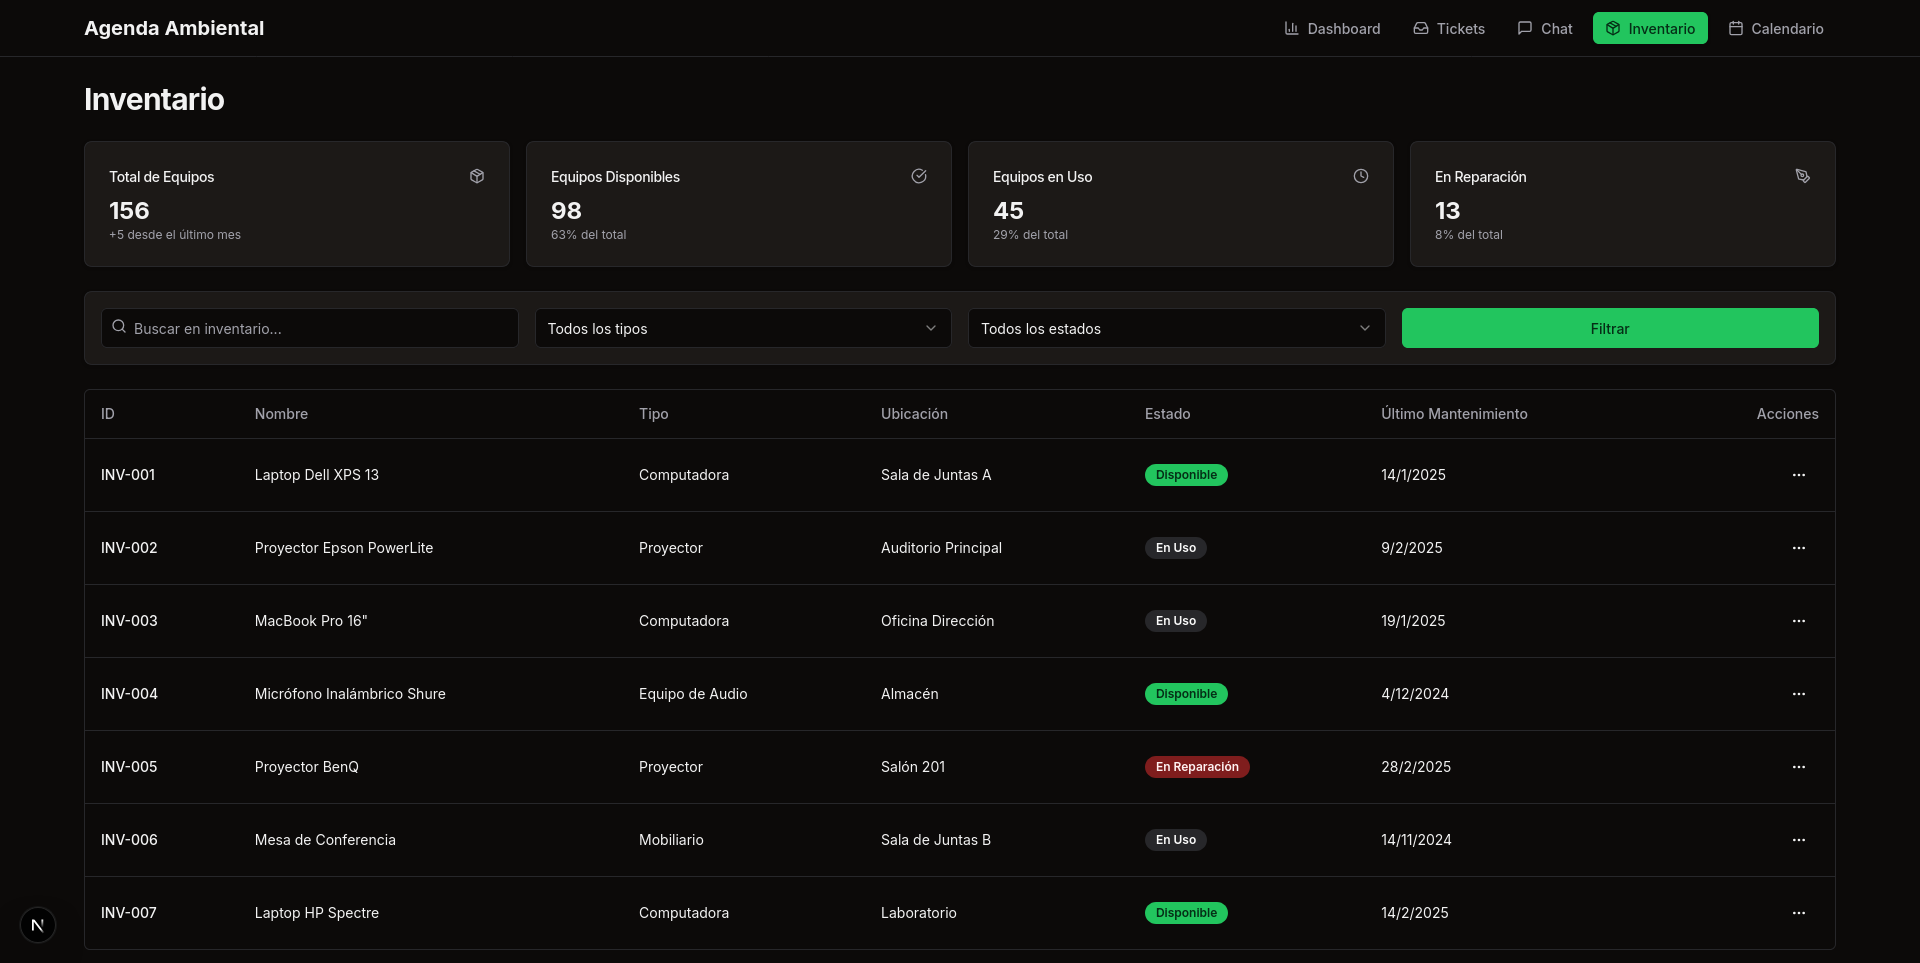 Agenda Ambiental
Dashboard Tickets Chat Inventario Calendario
Inventario
Total de Equipos Equipos Disponibles Equipos en Uso En Reparación
156 98 45 13
+5 desde el último mes 63% del total 29% del total 8% del total
Buscar en inventario... Todos los tipos Todos los estados Filtrar
ID Nombre Tipo Ubicación Estado Último Mantenimiento Acciones
INV-001 Laptop Dell XPS 13 Computadora Sala de Juntas A Disponible 14/1/2025 ...
INV-002 Proyector Epson PowerLite Proyector Auditorio Principal En Uso 9/2/2025 ...
INV-003 MacBook Pro 16" Computadora Oficina Dirección En Uso 19/1/2025 ...
INV-004 Micrófono Inalámbrico Shure Equipo de Audio Almacén Disponible 4/12/2024 ...
INV-005 Proyector BenQ Proyector Salón 201 En Reparación 28/2/2025 ...
INV-006 Mesa de Conferencia Mobiliario Sala de Juntas B En Uso 14/11/2024 ...
INV-007 Laptop HP Spectre Computadora Laboratorio Disponible 14/2/2025 ...
N